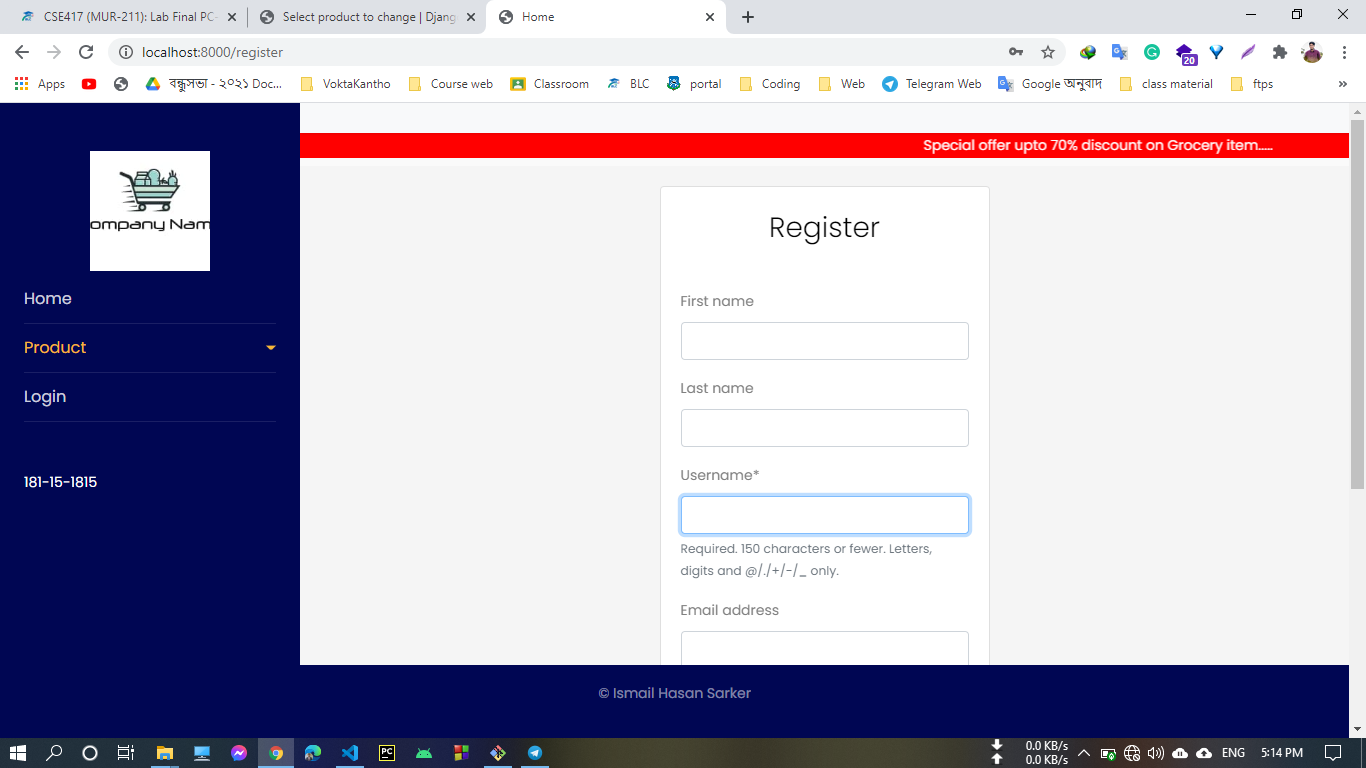 CSE417 (MUR-211): Lab Final PC-
Select product to change | Djang
Home
localhost:8000/register
20
Apps
বন্ধুসভা - ২০২১ Doc...
VoktaKantho
Course web
Classroom
BLC
portal
Coding
Web
Telegram Web
Google অনুবাদ
class material
ftps
»
Special offer upto 70% discount on Grocery item.....
ompany Nam
Home
Product
Login
181-15-1815
Register
First name
Last name
Username*
Required. 150 characters or fewer. Letters,
digits and @/./+/-/_ only.
Email address
© Ismail Hasan Sarker
PC
0.0 KB/s
0.0 KB/s
ENG
5:14 PM